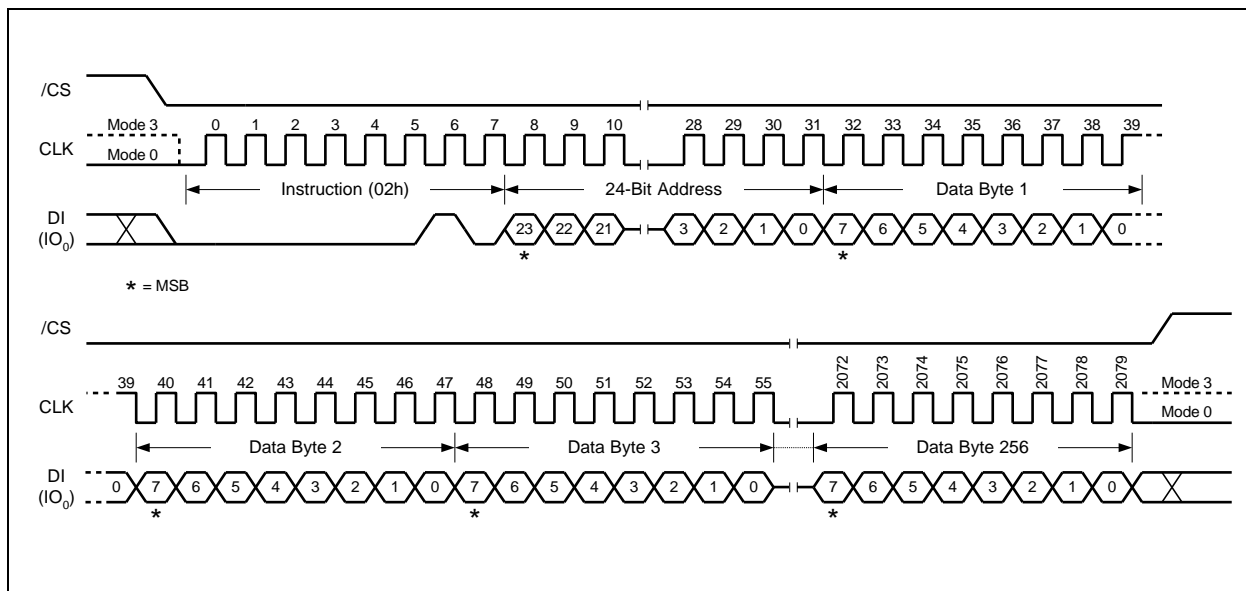 /CS
Mode 3 0 1 2 3 4 5 6 7 8 9 10 28 29 30 31 32 33 34 35 36 37 38 39
CLK
Mode 0
Instruction (02h) 24-Bit Address Data Byte 1
DI
(IO0) 23 22 21 3 2 1 0 7 6 5 4 3 2 1 0
* *
* = MSB
/CS
39 40 41 42 43 44 45 46 47 48 49 50 51 52 53 54 55 2072 2073 2074 2075 2076 2077 2078 2079 Mode 3
CLK
Mode 0
Data Byte 2 Data Byte 3 Data Byte 256
DI
(IO0) 0 7 6 5 4 3 2 1 0 7 6 5 4 3 2 1 0 7 6 5 4 3 2 1 0
* * *